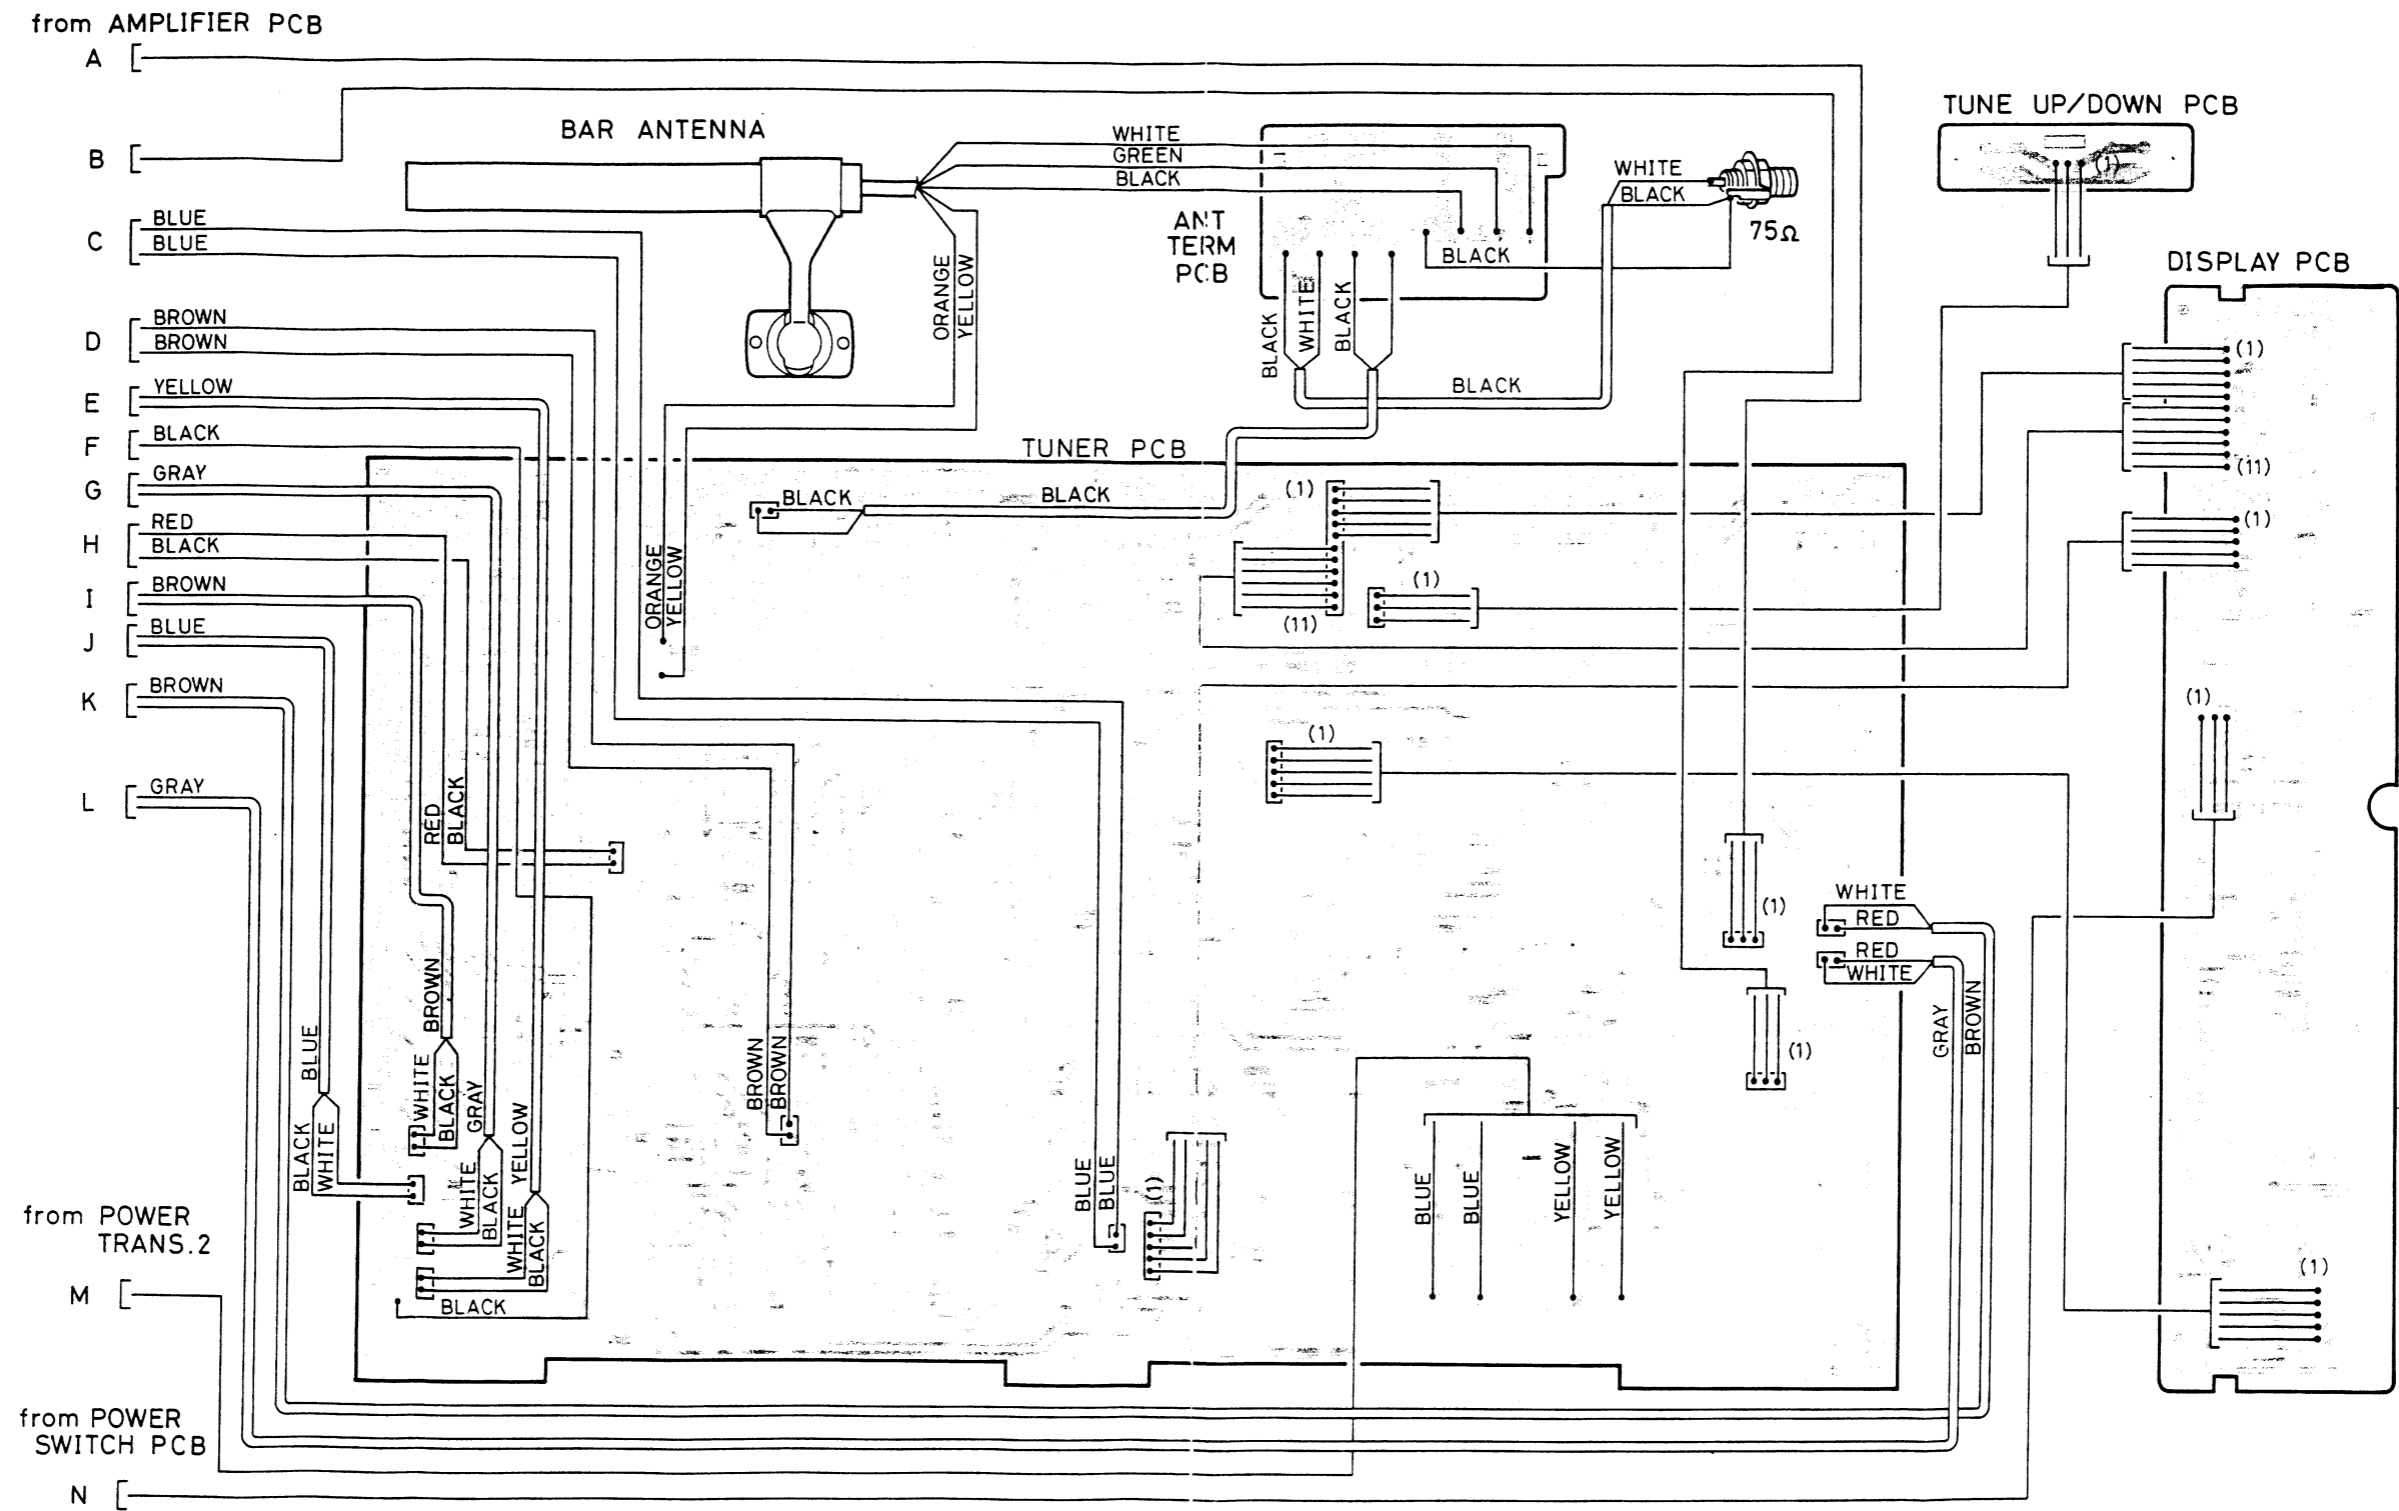 from AMPLIFIER PCB
A
B
C
BLUE
BLUE
D
BROWN
BROWN
E
YELLOW
F
BLACK
G
GRAY
H
RED
BLACK
I
BROWN
J
BLUE
K
BROWN
L
GRAY
from POWER
TRANS.2
M
from POWER
SWITCH PCB
N
BAR ANTENNA
WHITE
GREEN
BLACK
ORANGE
YELLOW
ANT
TERM
PCB
BLACK
WHITE
BLACK
BLACK
WHITE
BLACK
75Ω
BLACK
TUNE UP/DOWN PCB
(1)
DISPLAY PCB
(1)
(11)
(1)
(1)
(1)
TUNER PCB
BLACK
BLACK
ORANGE
YELLOW
(1)
(11)
(1)
(1)
RED
BLACK
BROWN
WHITE
BLACK
BLUE
BLACK
WHITE
GRAY
WHITE
BLACK
YELLOW
WHITE
BLACK
BLACK
BROWN
BROWN
BLUE
BLUE
(1)
BLUE
BLUE
YELLOW
YELLOW
(1)
(1)
WHITE
RED
RED
WHITE
GRAY
BROWN